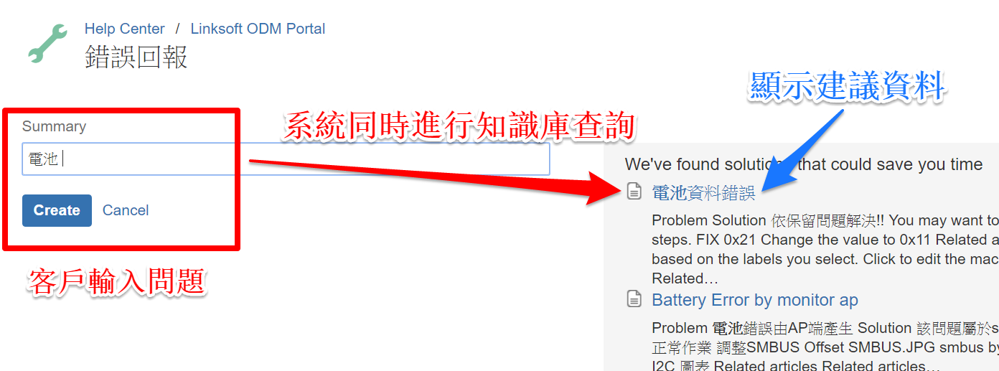 Help Center / Linksoft ODM Portal
錯誤回報
顯示建議資料
系統同時進行知識庫查詢
Summary
電池
Create Cancel
客戶輸入問題
We've found solutions that could save you time
電池資料錯誤
Problem Solution 依保留問題解決!! You may want to
steps. FIX 0x21 Change the value to 0x11 Related a
based on the labels you select. Click to edit the mac
Related…
Battery Error by monitor ap
Problem 電池錯誤由AP端產生 Solution 該問題屬於s
正常作業 調整SMBUS Offset SMBUS.JPG smbus by
I2C 圖表 Related articles Related articles…